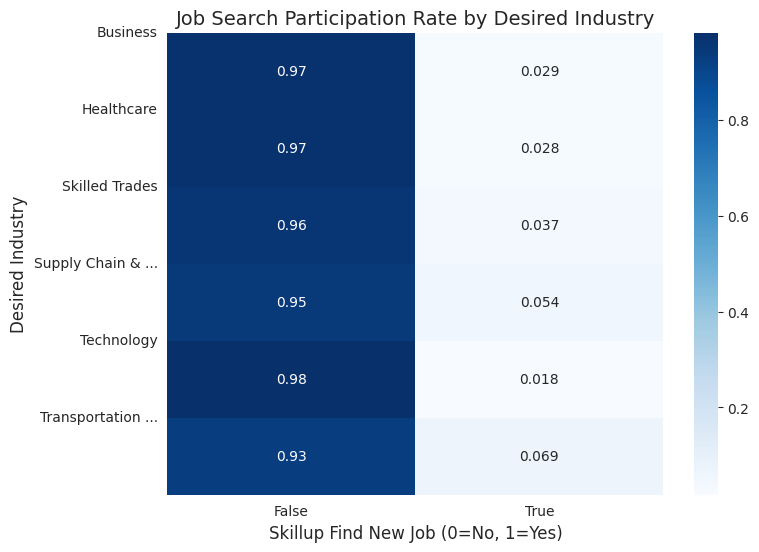 Job Search Participation Rate by Desired Industry
Business
0.97 0.029
Healthcare
0.97 0.028
Skilled Trades
0.96 0.037
Supply Chain & ...
0.95 0.054
Technology
0.98 0.018
Transportation ...
0.93 0.069
False True
Skillup Find New Job (0=No, 1=Yes)
Desired Industry
0.8
0.6
0.4
0.2